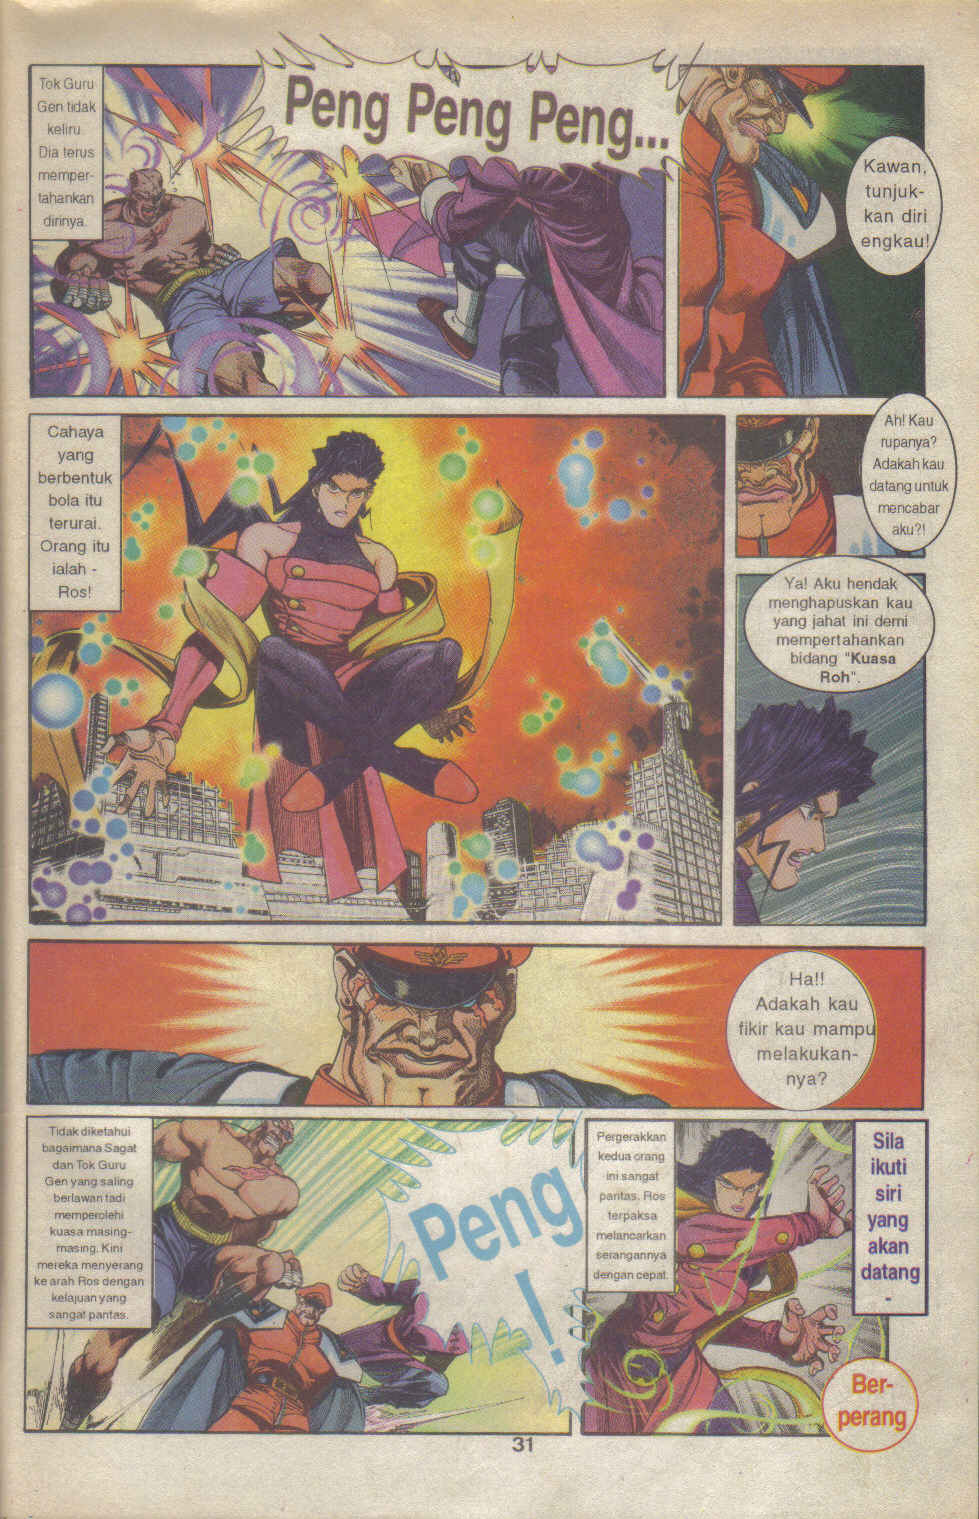 Tok Guru
Gen tidak
keliru.
Dia terus
memper-
tahankan
dirinya.
Peng Peng Peng...
Kawan,
tunjuk-
kan diri
engkau!
Cahaya
yang
berbentuk
bola itu
terurai.
Orang itu
ialah -
Ros!
Ah! Kau
rupanya?
Adakah kau
datang untuk
mencabar
aku?!
Ya! Aku hendak
menghapuskan kau
yang jahat ini demi
mempertahankan
bidang "Kuasa
Roh".
Ha!!
Adakah kau
fikir kau mampu
melakukan-
nya?
Tidak diketahui
bagaimana Sagat
dan Tok Guru
Gen yang saling
berlawan tadi
memperolehi
kuasa masing-
masing. Kini
mereka menyerang
ke arah Ros dengan
kelajuan yang
sangat pantas.
Peng
!
Pergerakkan
kedua orang
ini sangat
pantas. Ros
terpaksa
melancarkan
serangannya
dengan cepat.
Sila
ikuti
siri
yang
akan
datang
-
Ber-
perang
31